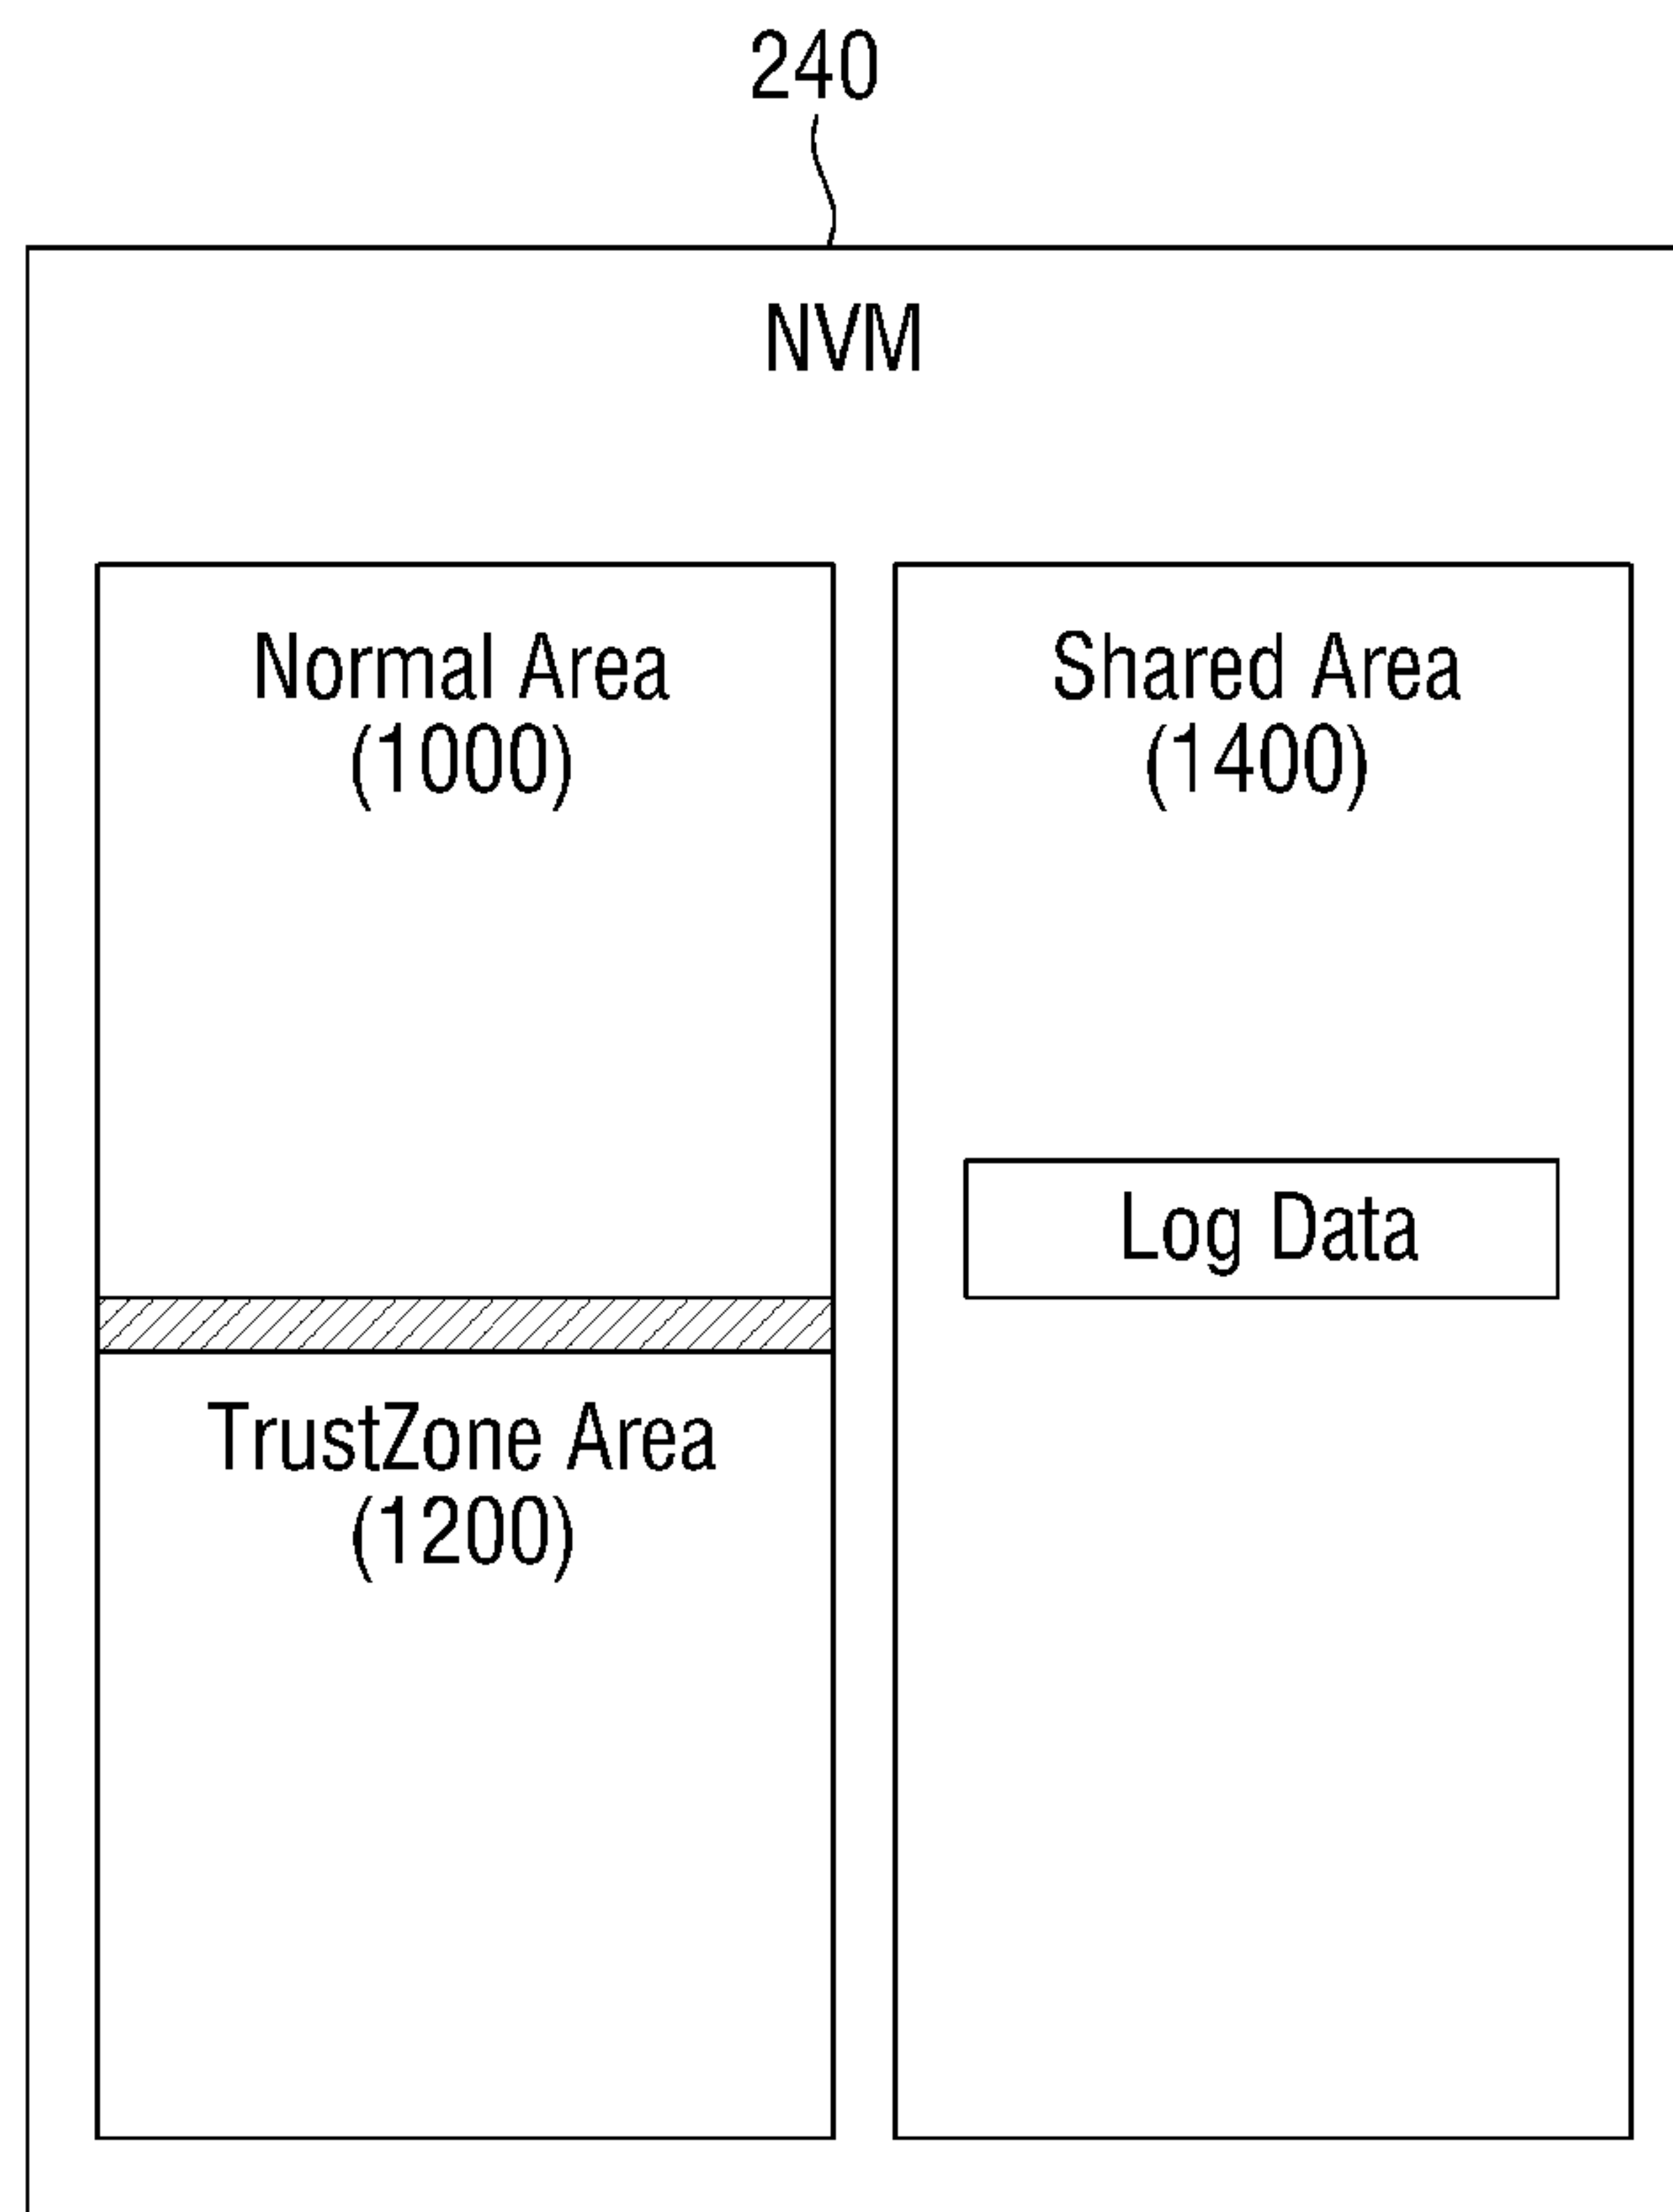 240
NVM
Normal Area
(1000)
TrustZone Area
(1200)
Shared Area
(1400)
Log Data